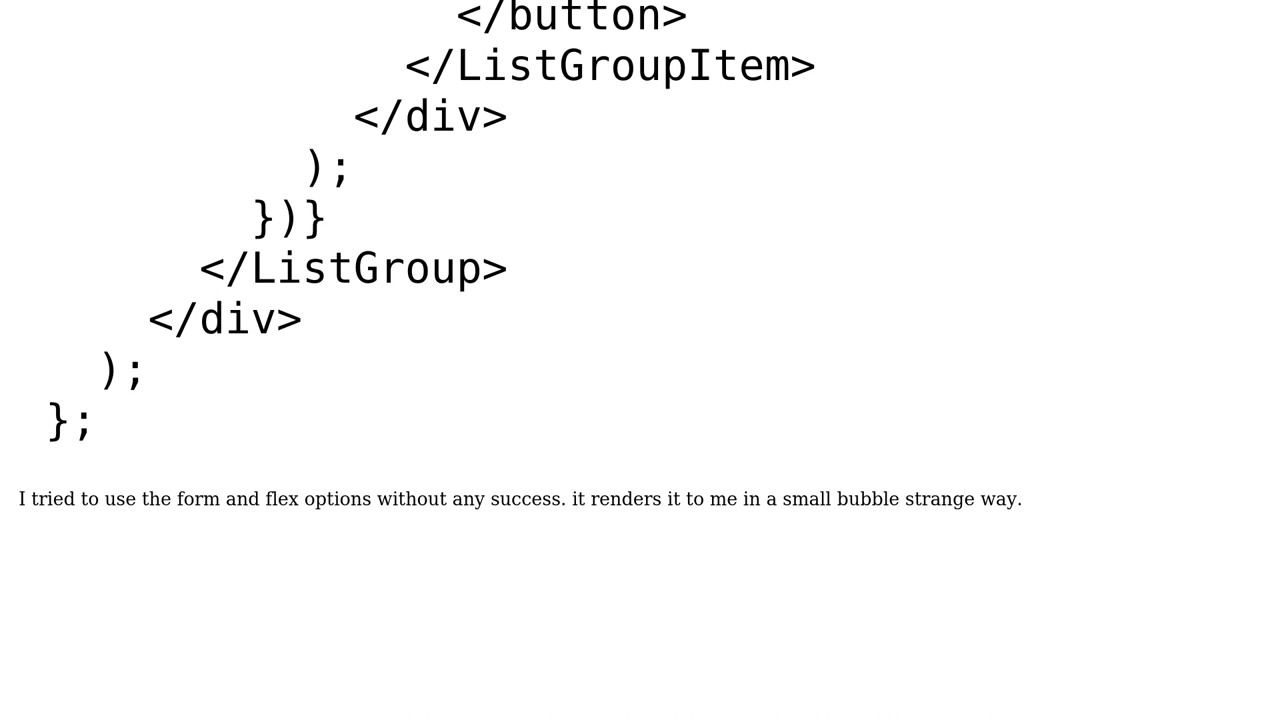 </button>
</ListGroupItem>
</div>
);
})}
</ListGroup>
</div>
);
};
I tried to use the form and flex options without any success. it renders it to me in a small bubble strange way.